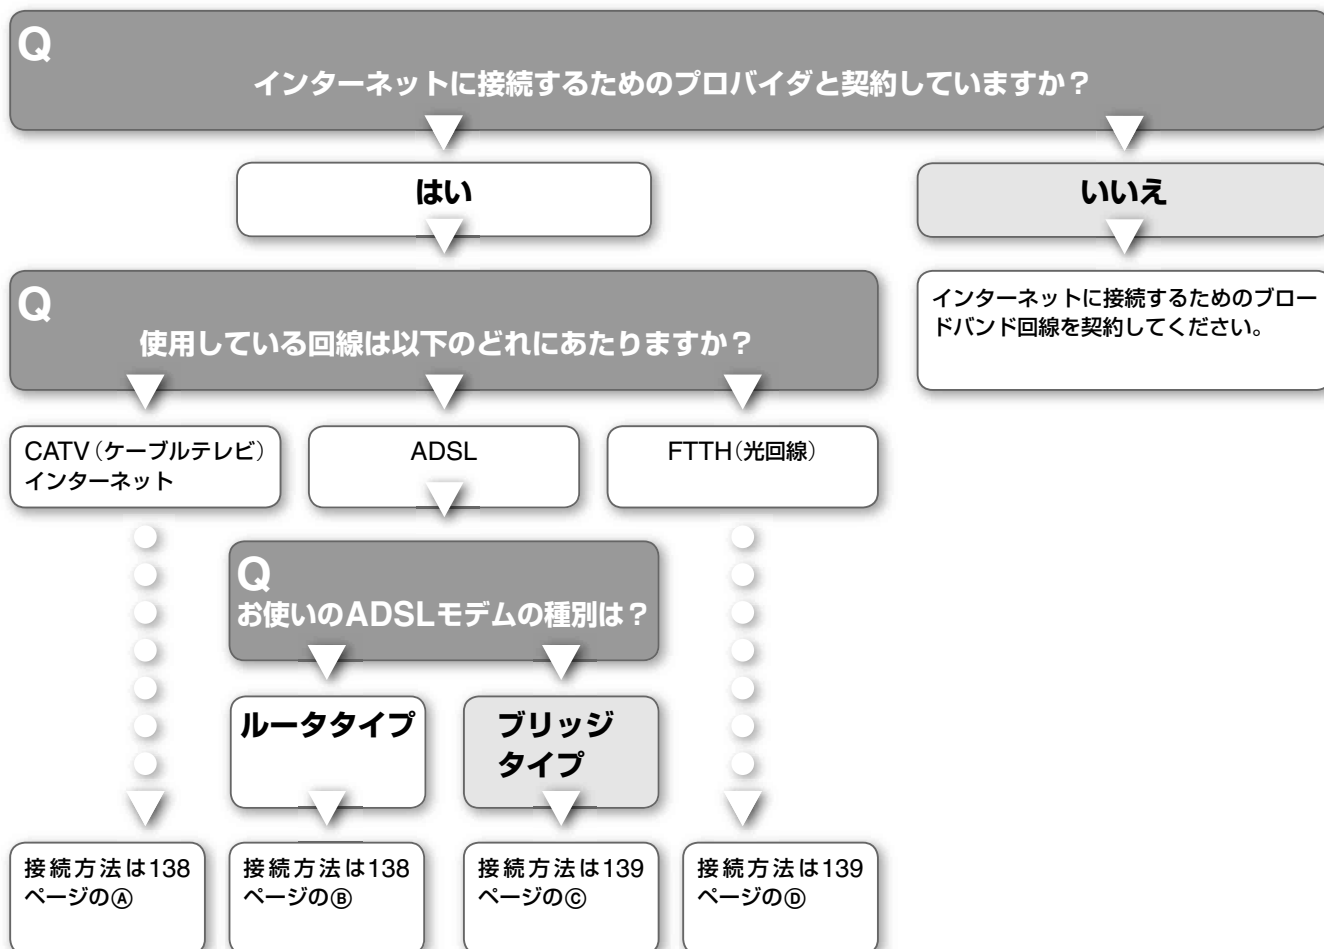 Q
インターネットに接続するためのプロバイダと契約していますか？
はい
いいえ
インターネットに接続するためのブロー
ドバンド回線を契約してください。
Q
使用している回線は以下のどれにあたりますか？
CATV（ケーブルテレビ）
インターネット
ADSL
FTTH（光回線）
Q
お使いのADSLモデムの種別は？
ルータタイプ
ブリッジ
タイプ
接続方法は138
ページのⒶ
接続方法は138
ページのⒷ
接続方法は139
ページのⒸ
接続方法は139
ページのⒹ